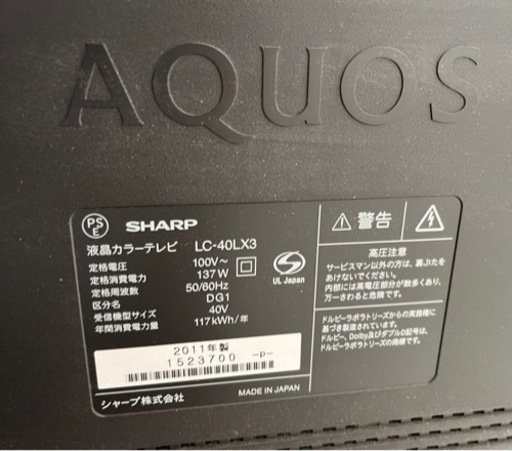 AQUOS
PS E SHARP
液晶カラーテレビ LC-40LX3
定格電圧 100V~
定格消費電力 137W
定格周波数 50/60Hz
区分名 DG1
受信機型サイズ 40V
年間消費電力量 117kWh/年
UL Japan
2011年製
1523700 -P-
MADE IN JAPAN
シャープ株式会社
警告
高圧注意
サービスマン以外の方は、裏ぶたを
あけないでください。
内部には高電圧部分が数多くあり、
万一さわると危険です。
ドルビーラボラトリーズからの実施権に
基づき製造されています。
ドルビー、Dolby及びダブルD記号は、
ドルビーラボラトリーズの商標です。